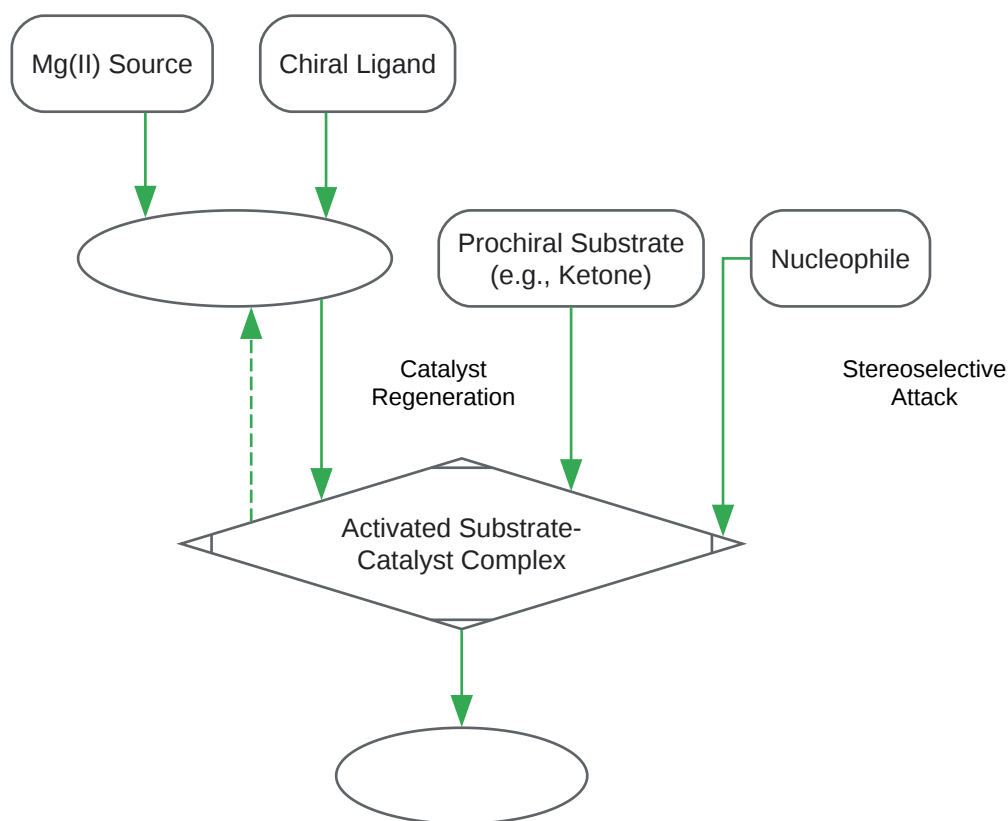 Mg(II) Source
Chiral Ligand
Prochiral Substrate
(e.g., Ketone)
Nucleophile
Catalyst
Regeneration
Stereoselective
Attack
Activated Substrate-
Catalyst Complex